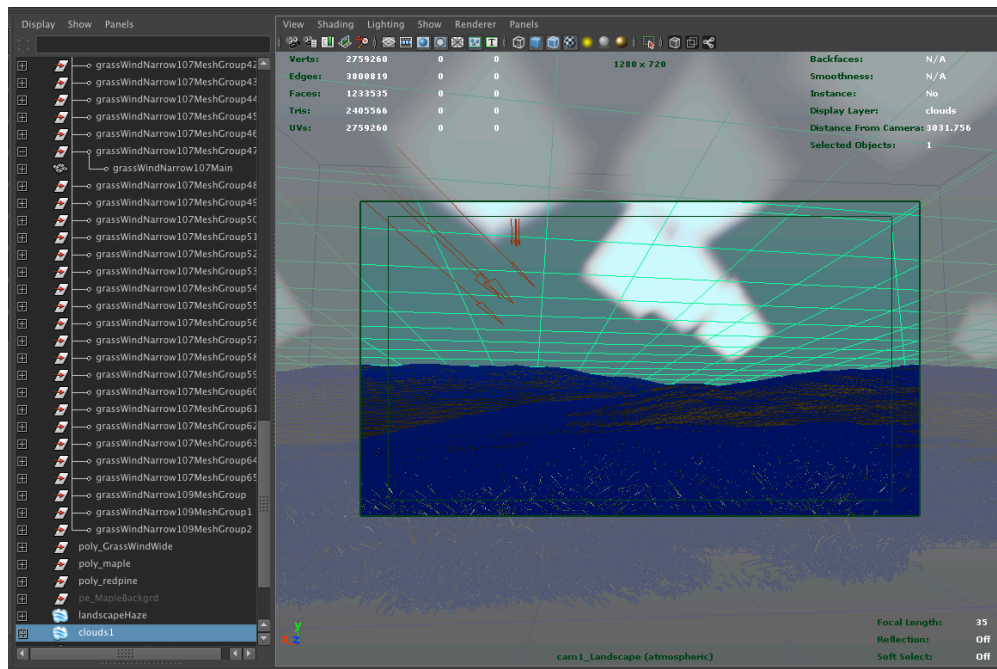 Display Show Panels
View Shading Lighting Show Renderer Panels
grassWindNarrow107MeshGroup42
grassWindNarrow107MeshGroup43
grassWindNarrow107MeshGroup44
grassWindNarrow107MeshGroup45
grassWindNarrow107MeshGroup46
grassWindNarrow107MeshGroup47
grassWindNarrow107Main
grassWindNarrow107MeshGroup48
grassWindNarrow107MeshGroup49
grassWindNarrow107MeshGroup50
grassWindNarrow107MeshGroup51
grassWindNarrow107MeshGroup52
grassWindNarrow107MeshGroup53
grassWindNarrow107MeshGroup54
grassWindNarrow107MeshGroup55
grassWindNarrow107MeshGroup56
grassWindNarrow107MeshGroup57
grassWindNarrow107MeshGroup58
grassWindNarrow107MeshGroup59
grassWindNarrow107MeshGroup60
grassWindNarrow107MeshGroup61
grassWindNarrow107MeshGroup62
grassWindNarrow107MeshGroup63
grassWindNarrow107MeshGroup64
grassWindNarrow107MeshGroup65
grassWindNarrow109MeshGroup
grassWindNarrow109MeshGroup1
grassWindNarrow109MeshGroup2
poly_GrassWindWide
poly_maple
poly_redpine
pe_MapleBackgrd
landscapeHaze
clouds1
Verts: 2759260 0 0
Edges: 3800819 0 0
Faces: 1233535 0 0
Tris: 2405566 0 0
UVs: 2759260 0 0
1280 x 720
Backfaces: N/A
Smoothness: N/A
Instance: No
Display Layer: clouds
Distance From Camera: 3031.756
Selected Objects: 1
y
x z
cam1_Landscape (atmospheric)
Focal Length: 35
Reflection: Off
Soft Select: Off